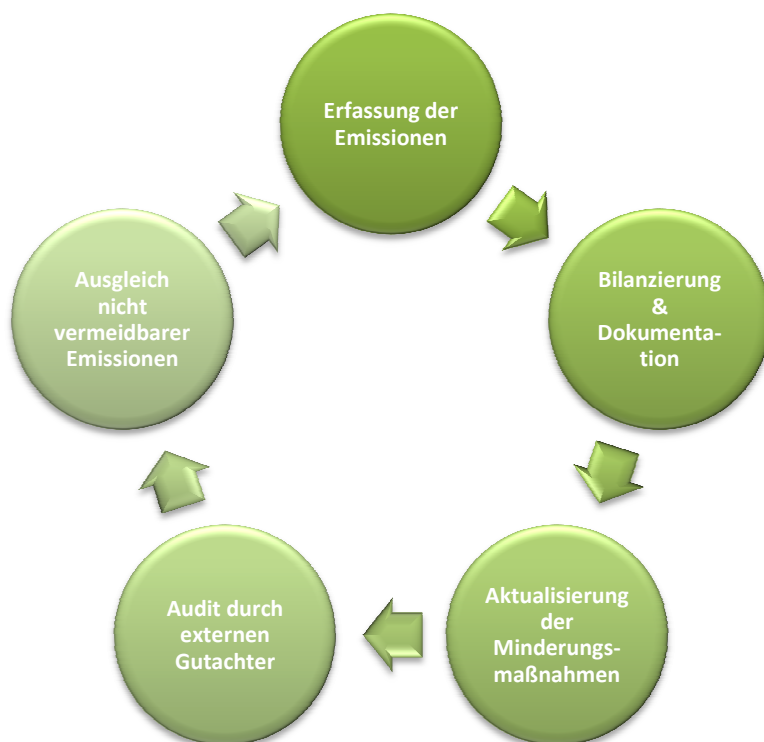 Erfassung der
Emissionen
Bilanzierung
&
Dokumenta-
tion
Aktualisierung
der
Minderungs-
maßnahmen
Audit durch
externen
Gutachter
Ausgleich
nicht
vermeidbarer
Emissionen